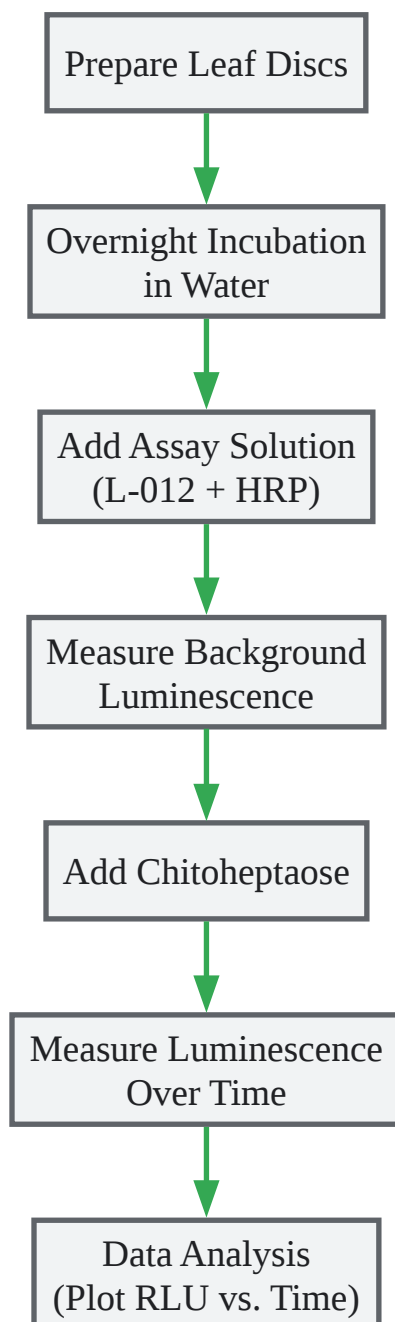 Prepare Leaf Discs
Overnight Incubation
in Water
Add Assay Solution
(L-012 + HRP)
Measure Background
Luminescence
Add Chitoheptaose
Measure Luminescence
Over Time
Data Analysis
(Plot RLU vs. Time)